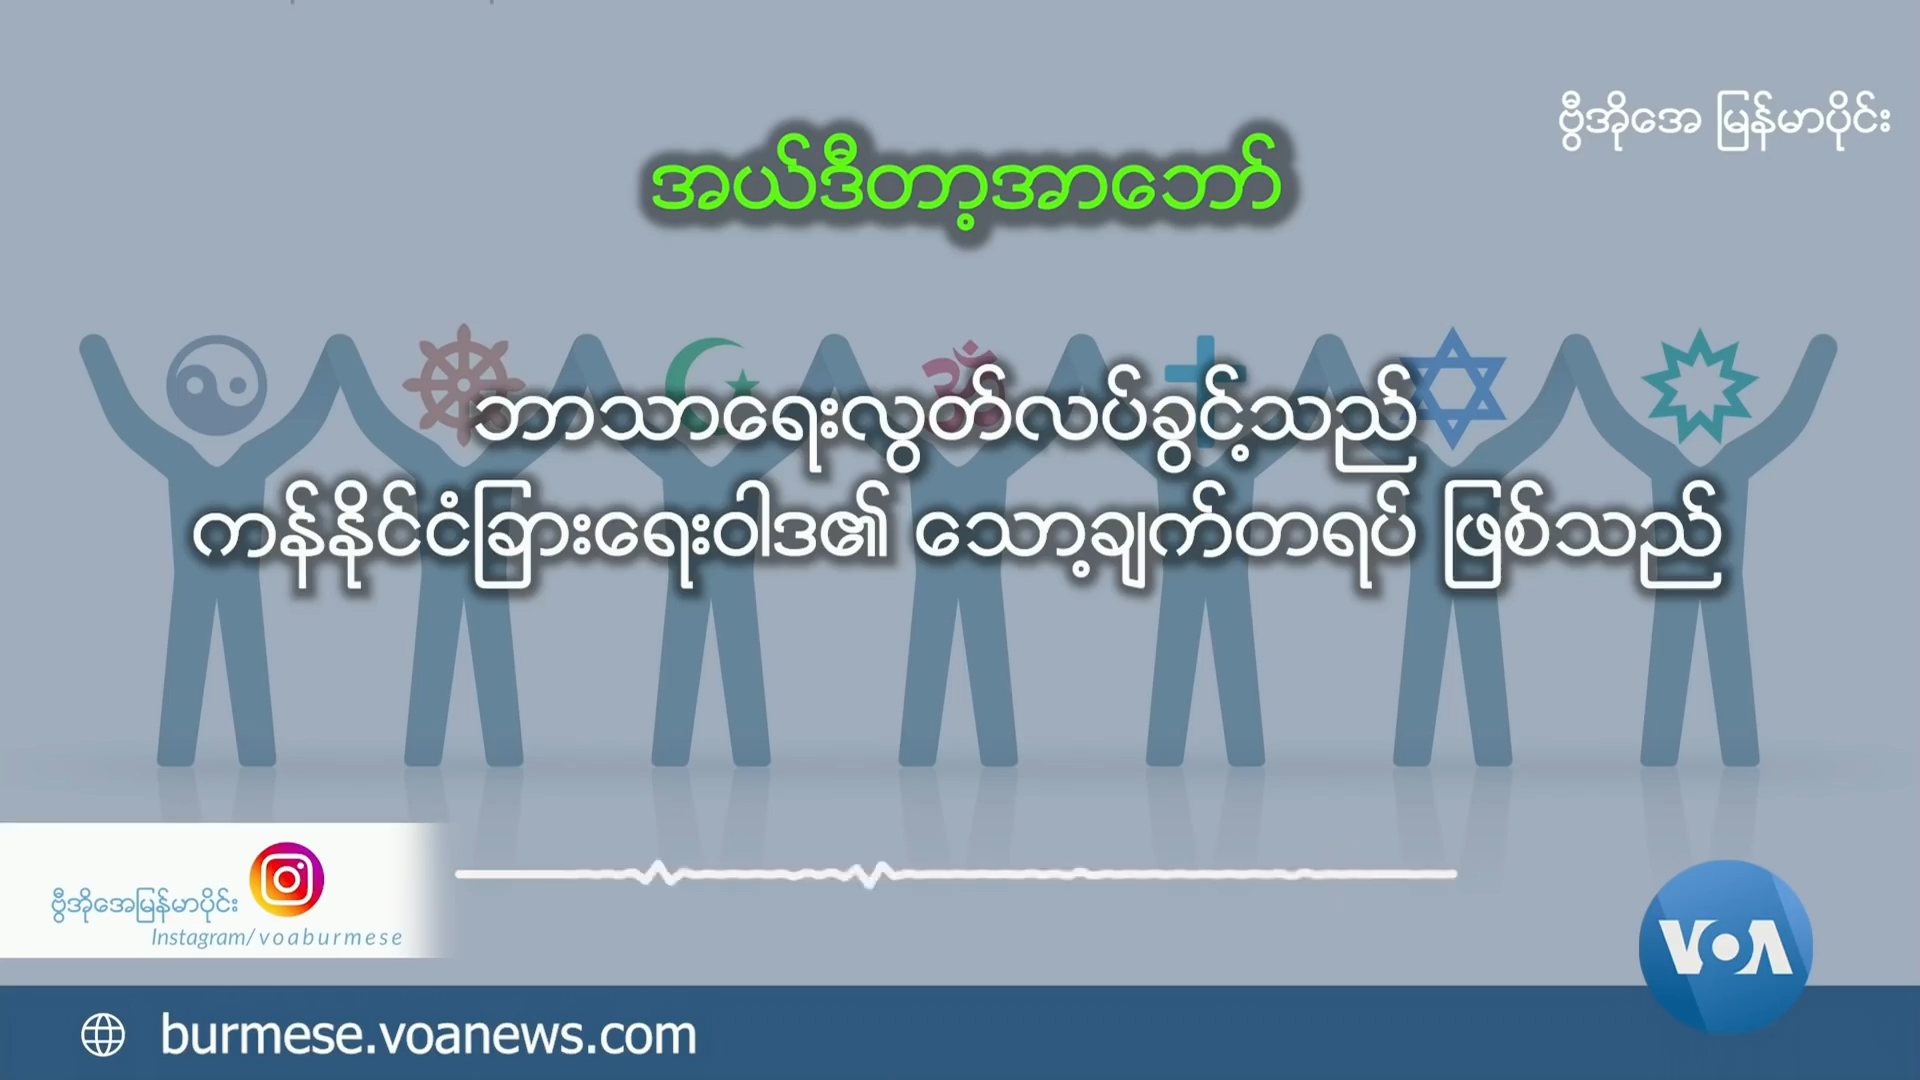 ဗွီအိုအေ မြန်မာပိုင်း
အယ်ဒီတာ့အာဘော်
ဘာသာရေးလွတ်လပ်ခွင့်သည်
ကန်နိုင်ငံခြားရေးဝါဒ၏ သော့ချက်တရပ် ဖြစ်သည်
ဗွီအိုအေမြန်မာပိုင်း
Instagram/voaburmese
VOA
burmese.voanews.com